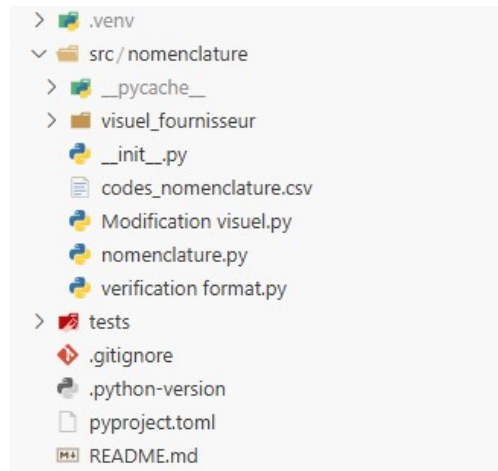 .venv
src/nomenclature
__pycache__
visuel_fournisseur
__init__.py
codes_nomenclature.csv
Modification visuel.py
nomenclature.py
verification format.py
tests
.gitignore
.python-version
pyproject.toml
README.md